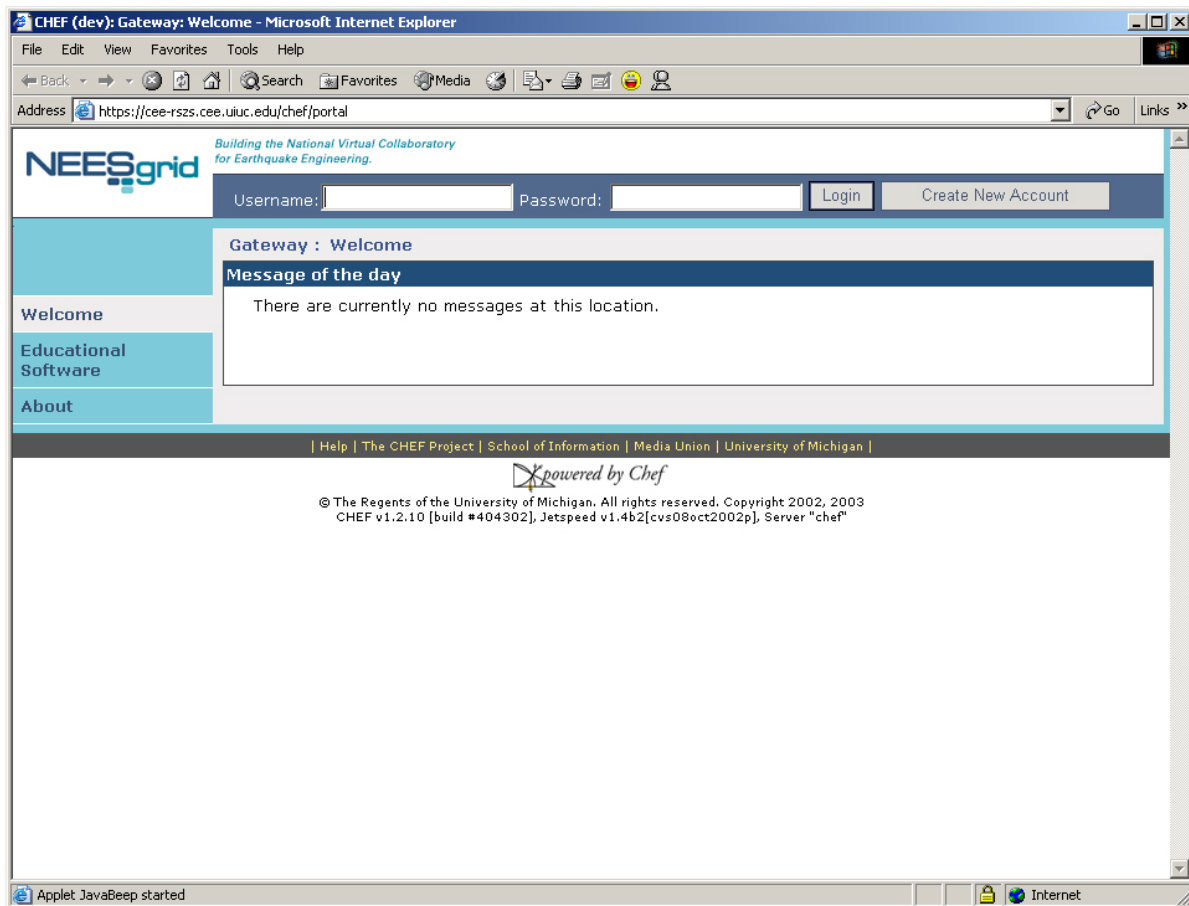 CHEF (dev): Gateway: Welcome - Microsoft Internet Explorer
File Edit View Favorites Tools Help
Back Search Favorites Media
Address https://cee-rszs.cee.uiuc.edu/chef/portal Go Links »
NEESgrid
Building the National Virtual Collaboratory
for Earthquake Engineering.
Username: Password: Login Create New Account
Gateway : Welcome
Message of the day
There are currently no messages at this location.
Welcome
Educational
Software
About
| Help | The CHEF Project | School of Information | Media Union | University of Michigan |
powered by Chef
© The Regents of the University of Michigan. All rights reserved. Copyright 2002, 2003
CHEF v1.2.10 [build #404302], Jetspeed v1.4b2[cvs08oct2002p], Server "chef"
Applet JavaBeep started Internet